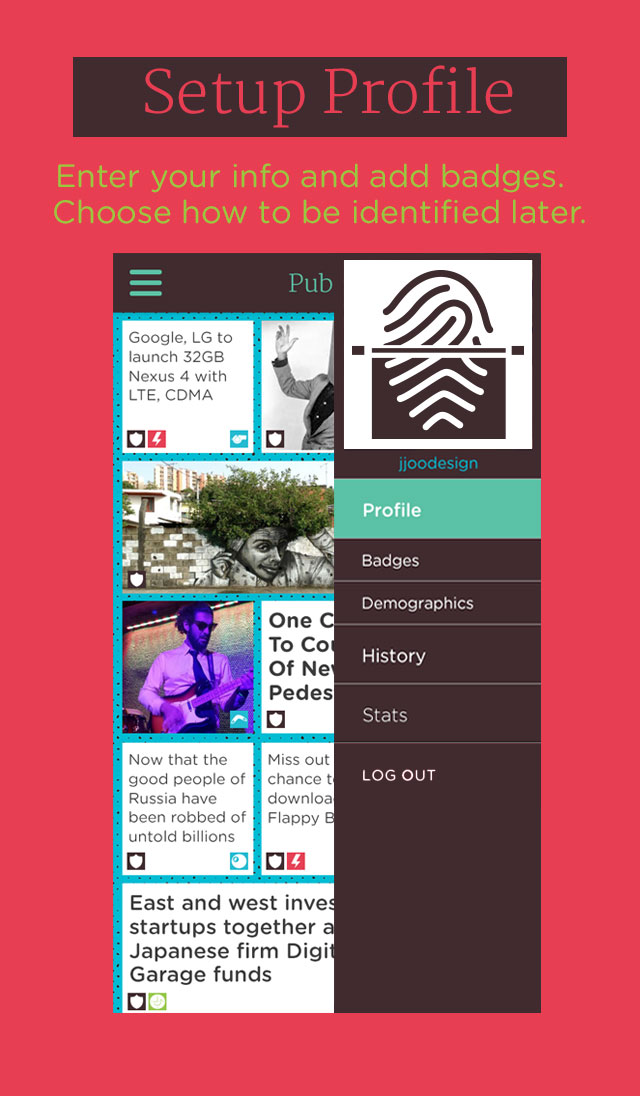 Setup Profile
Enter your info and add badges.
Choose how to be identified later.
Pub
Google, LG to
launch 32GB
Nexus 4 with
LTE, CDMA
One C
To Cou
Of New
Pedes
Now that the
good people of
Russia have
been robbed of
untold billions
Miss out
chance to
downloa
Flappy B
East and west inves
startups together a
Japanese firm Digit
Garage funds
jjoodesign
Profile
Badges
Demographics
History
Stats
LOG OUT